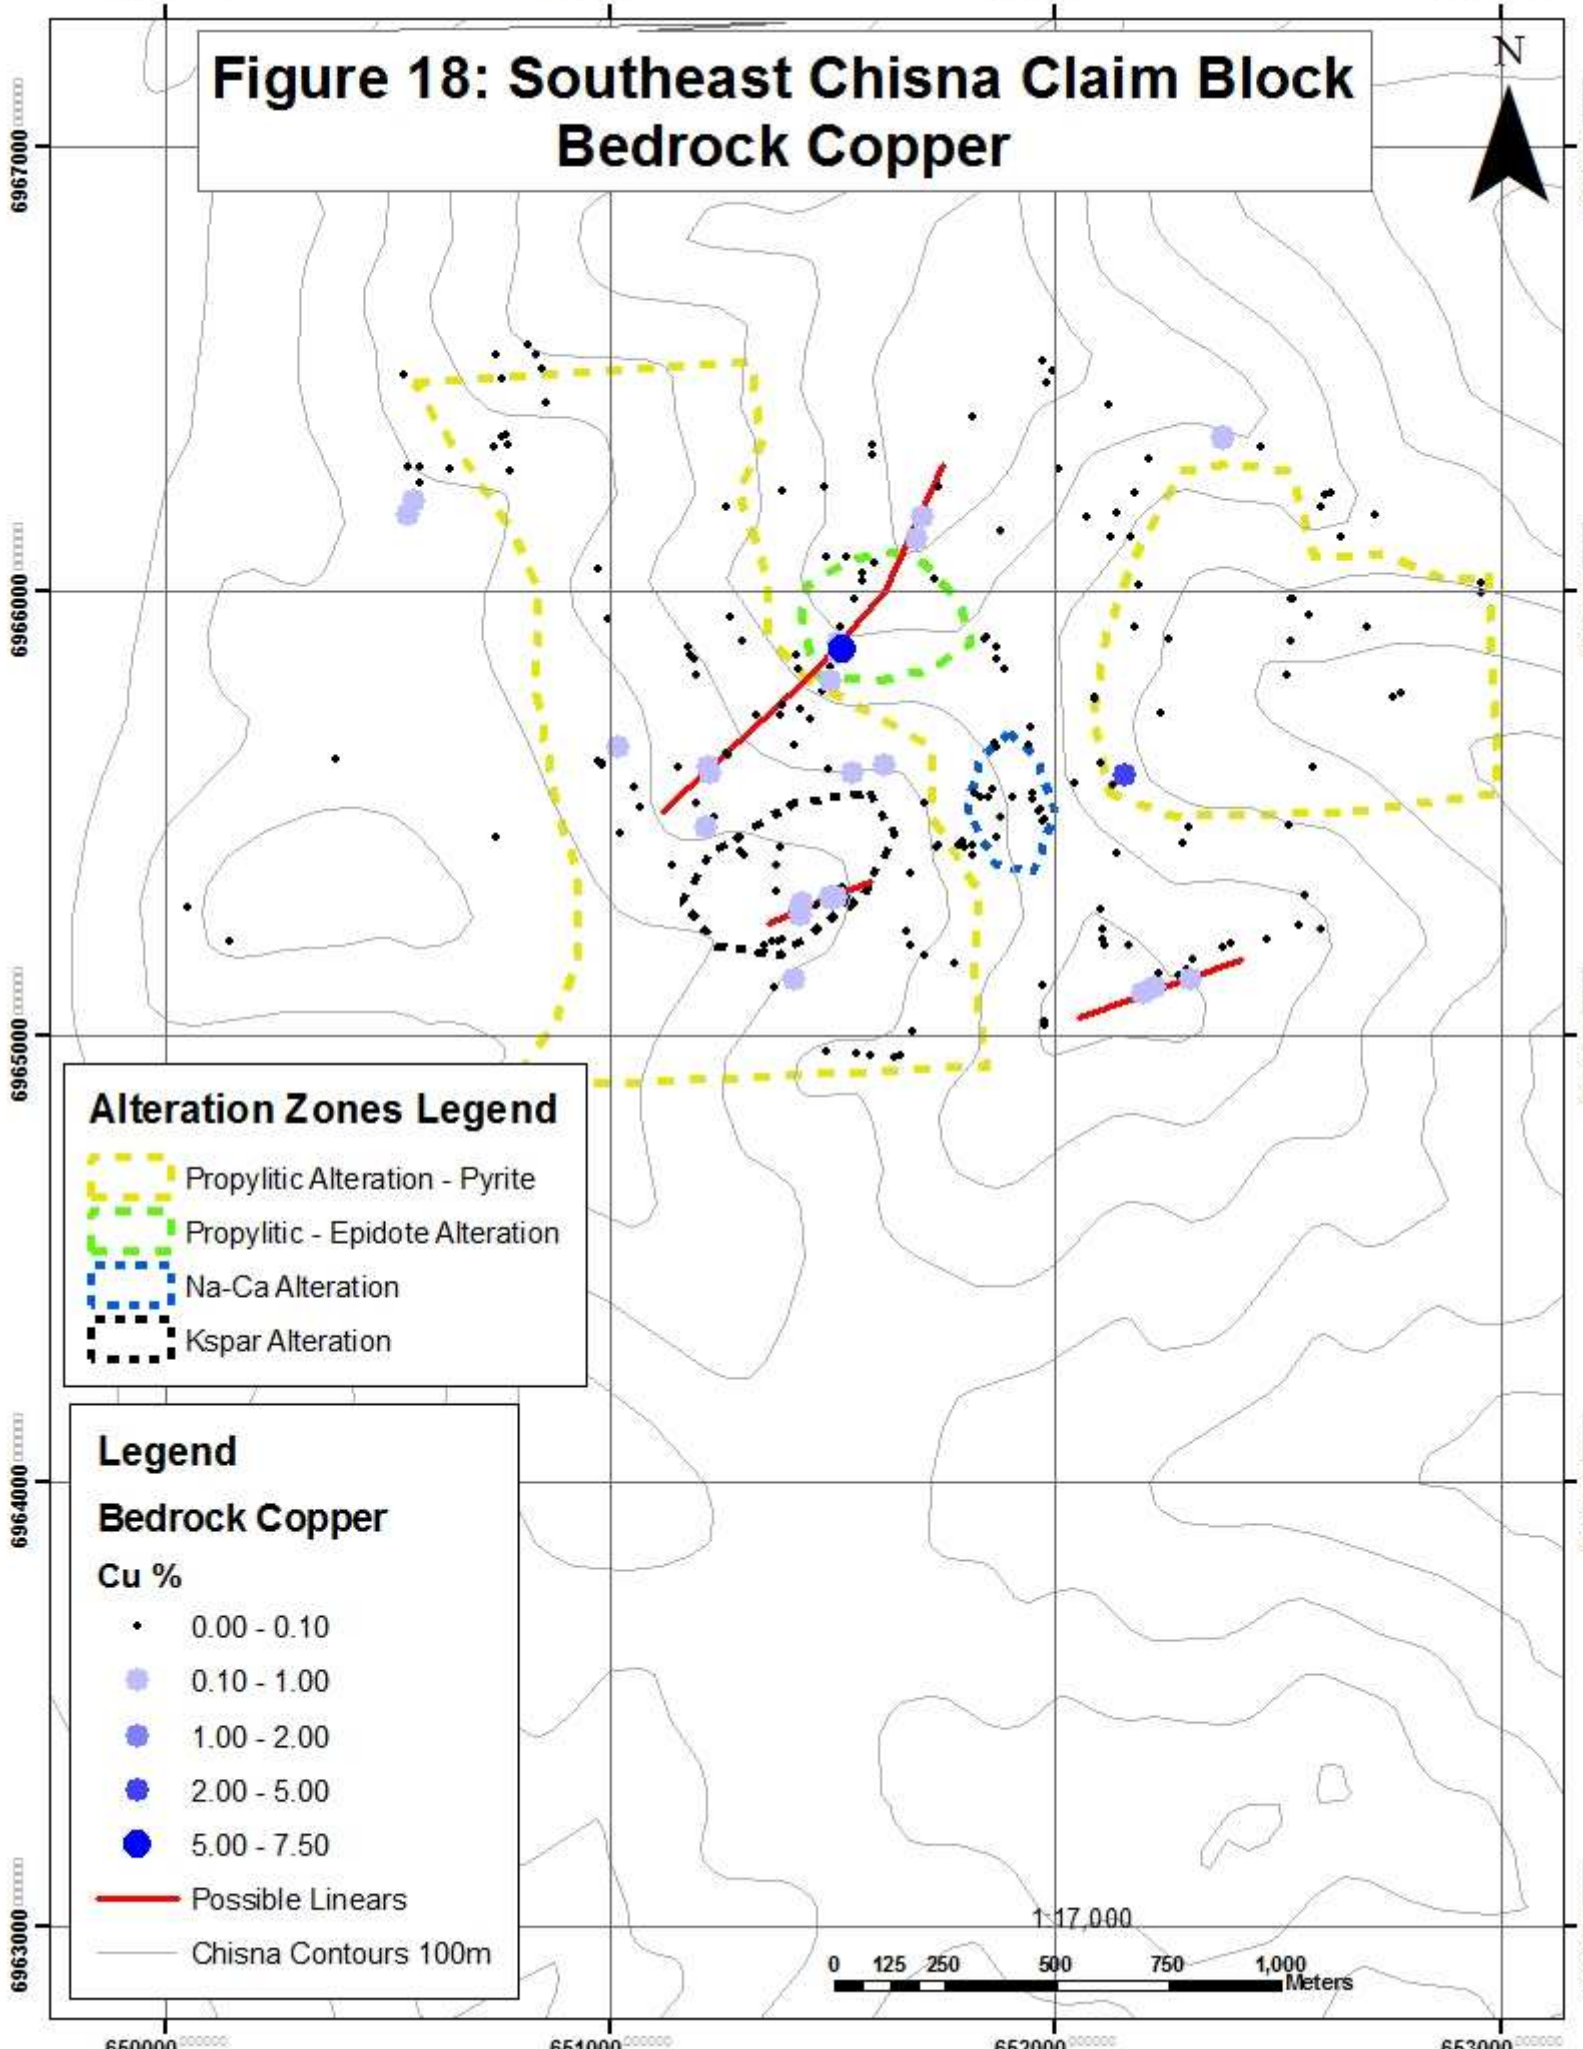 Figure 18: Southeast Chisna Claim Block
Bedrock Copper
N
6967000
6966000
6965000
6964000
6963000
Alteration Zones Legend
Propylitic Alteration - Pyrite
Propylitic - Epidote Alteration
Na-Ca Alteration
Kspar Alteration
Legend
Bedrock Copper
Cu %
0.00 - 0.10
0.10 - 1.00
1.00 - 2.00
2.00 - 5.00
5.00 - 7.50
Possible Linears
Chisna Contours 100m
1:17,000
0 125 250 500 750 1,000
Meters
650000 651000 652000 653000